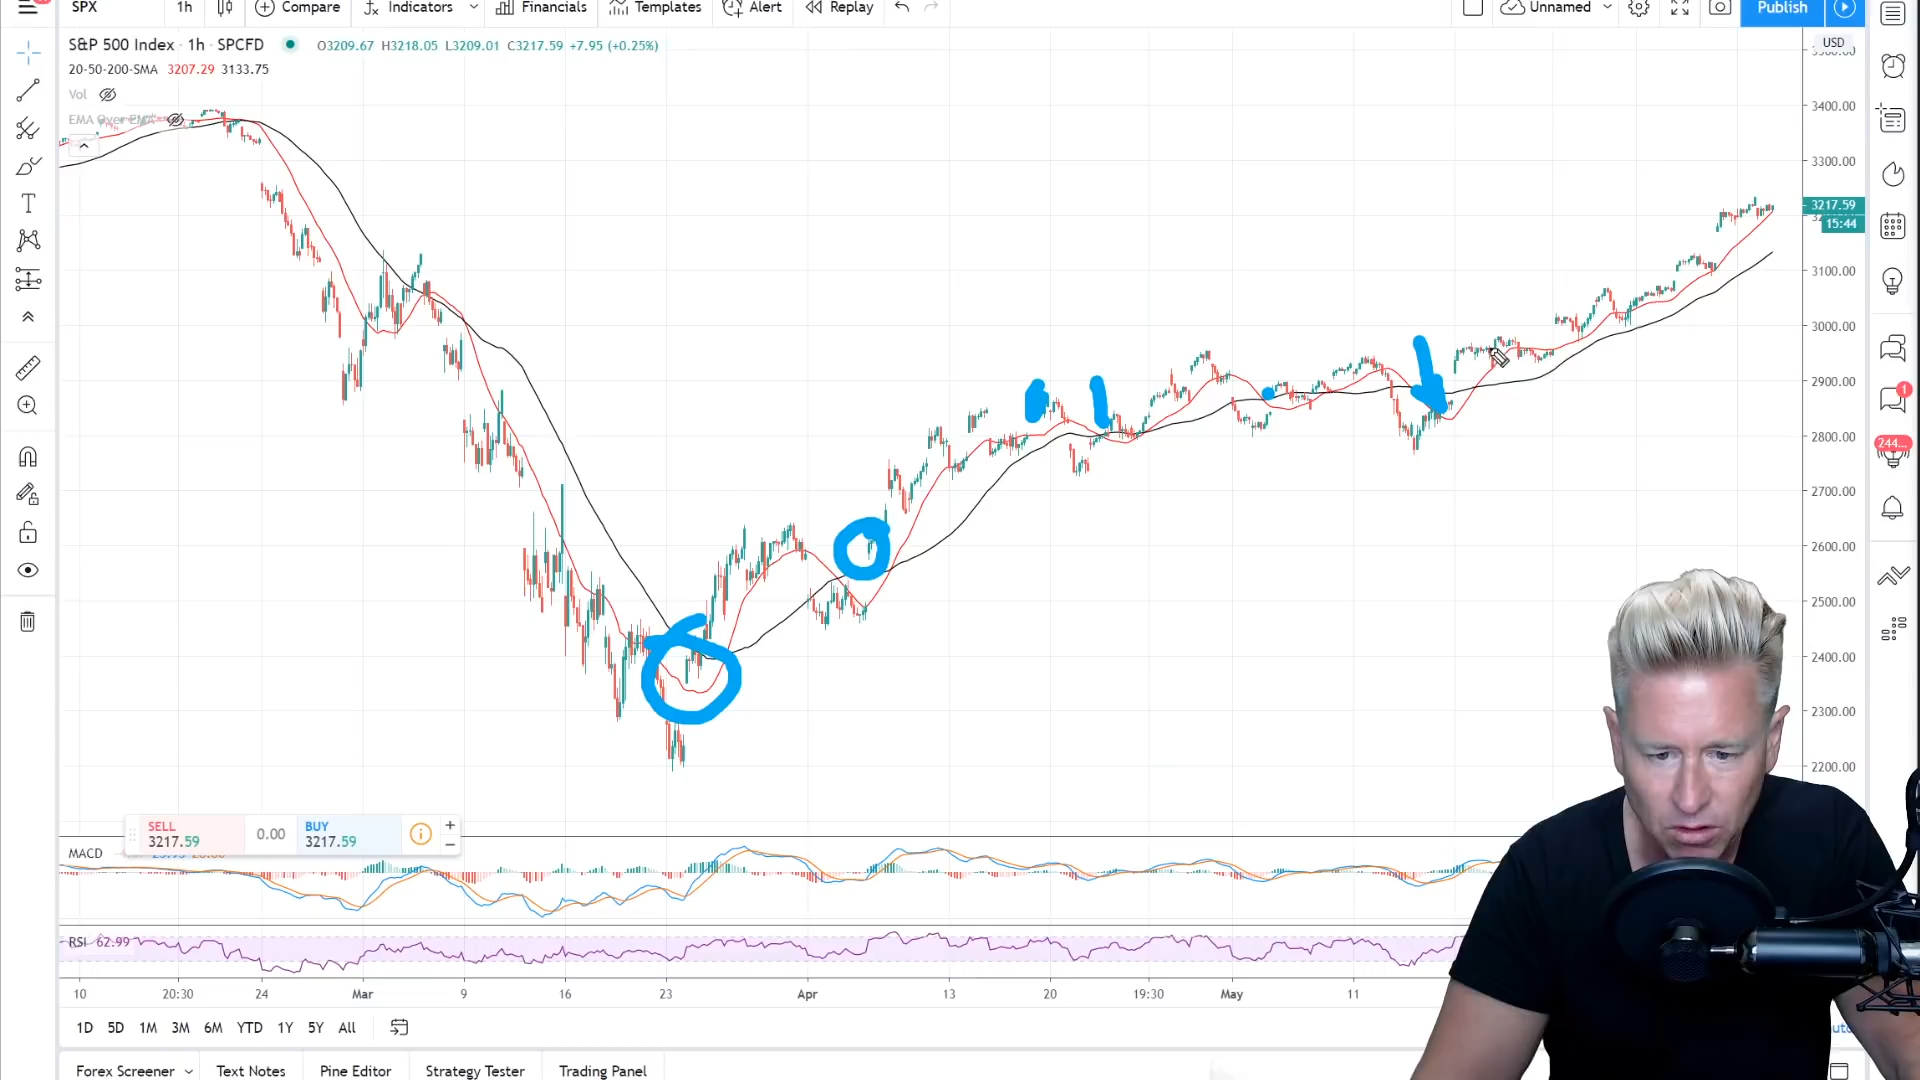 SPX 1h Compare Indicators Financials Templates Alert Replay Unnamed Publish
S&P 500 Index · 1h · SPCFD O3209.67 H3218.05 L3209.01 C3217.59 +7.95 (+0.25%)
USD
20-50-200-SMA 3207.29 3133.75
Vol
EMA Over EMA
3400.00
3300.00
3217.59
15:44
3100.00
3000.00
2900.00
2800.00
2700.00
2600.00
2500.00
2400.00
2300.00
2200.00
1
244...
SELL
3217.59
0.00
BUY
3217.59
MACD
RSI 62.99
10 20:30 24 Mar 9 16 23 Apr 13 20 19:30 May 11
1D 5D 1M 3M 6M YTD 1Y 5Y All
Forex Screener Text Notes Pine Editor Strategy Tester Trading Panel